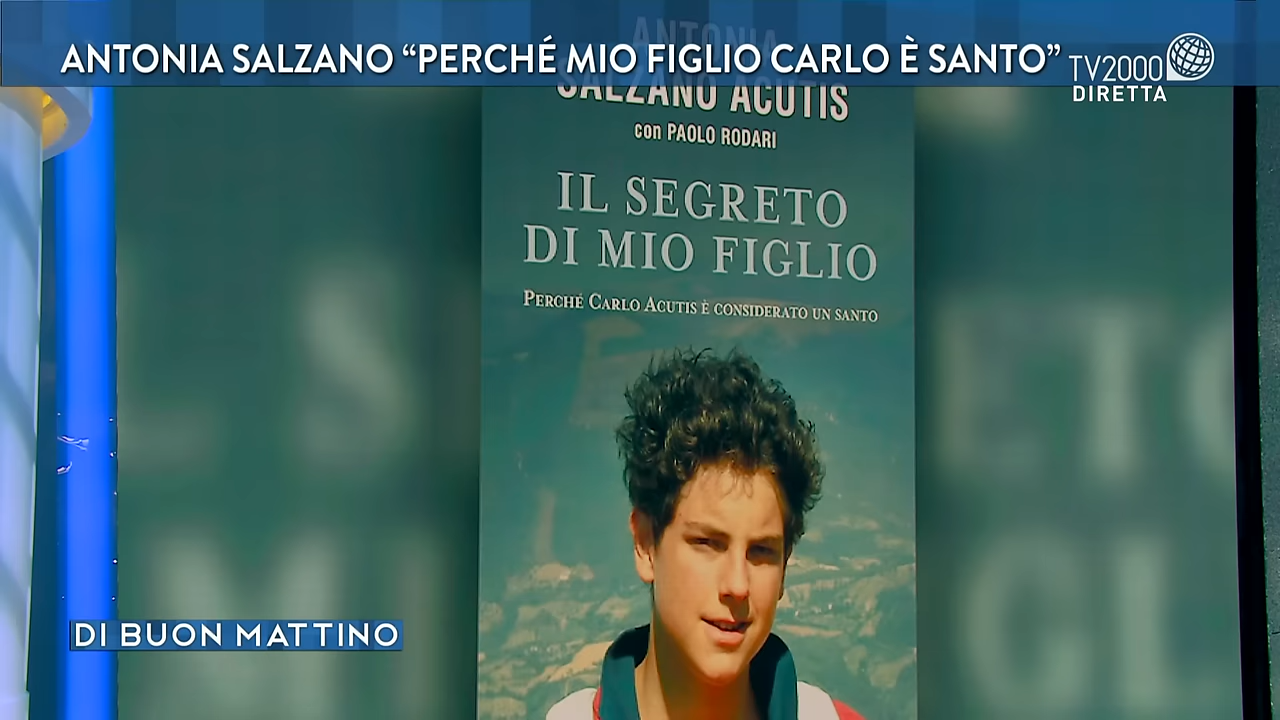 ANTONIA SALZANO “PERCHÉ MIO FIGLIO CARLO È SANTO”
TV2000
DIRETTA
ANTONIA
SALZANO ACUTIS
con PAOLO RODARI
IL SEGRETO
DI MIO FIGLIO
PERCHÉ CARLO ACUTIS È CONSIDERATO UN SANTO
DI BUON MATTINO